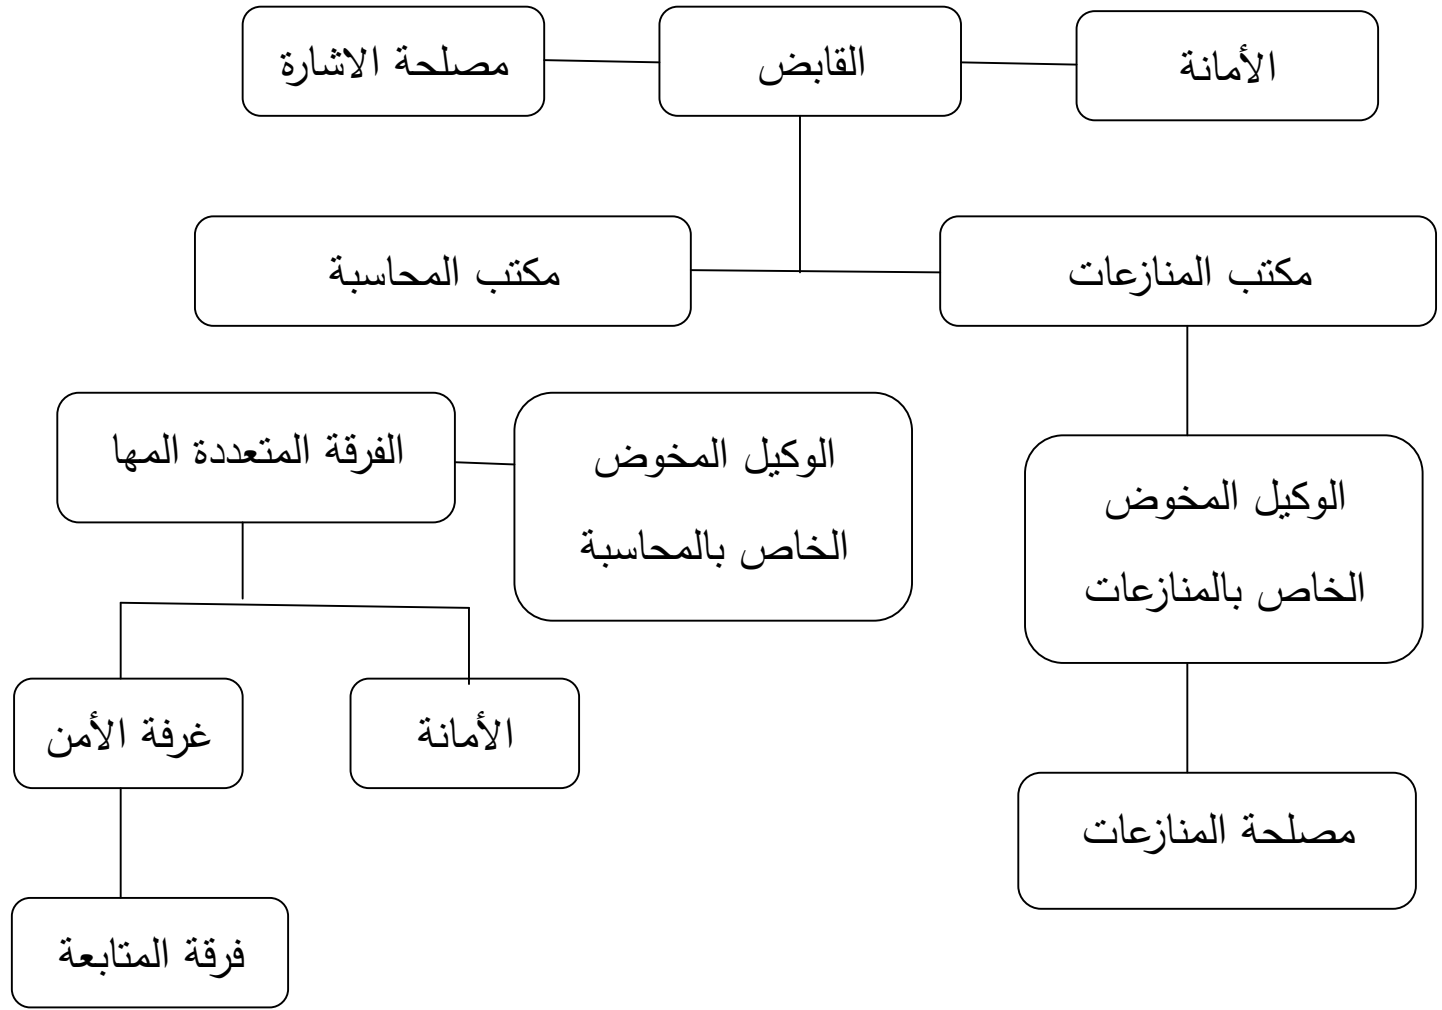 الأمانة
القابض
مصلحة الاشارة
مكتب المنازعات
مكتب المحاسبة
الوكيل المخوض
الخاص بالمنازعات
الوكيل المخوض
الخاص بالمحاسبة
الفرقة المتعددة المها
الأمانة
غرفة الأمن
مصلحة المنازعات
فرقة المتابعة